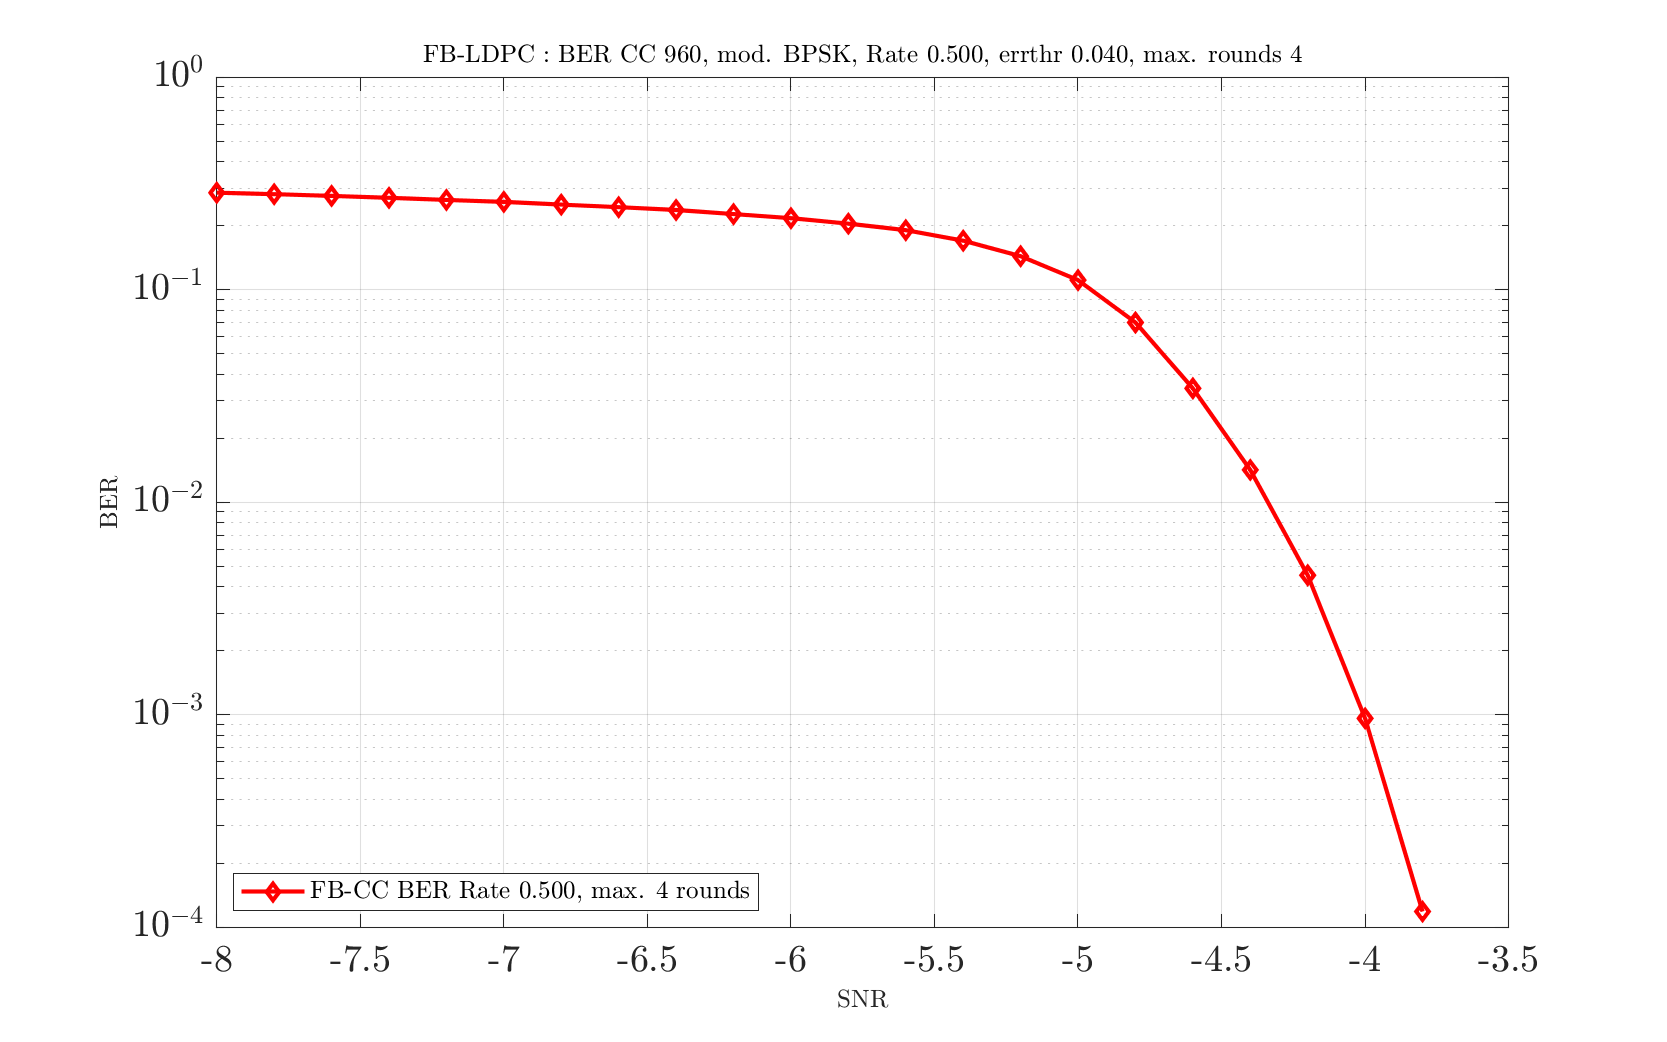 FB-LDPC : BER CC 960, mod. BPSK, Rate 0.500, errthr 0.040, max. rounds 4
10^0
10^-1
10^-2
10^-3
10^-4
BER
FB-CC BER Rate 0.500, max. 4 rounds
-8 -7.5 -7 -6.5 -6 -5.5 -5 -4.5 -4 -3.5
SNR